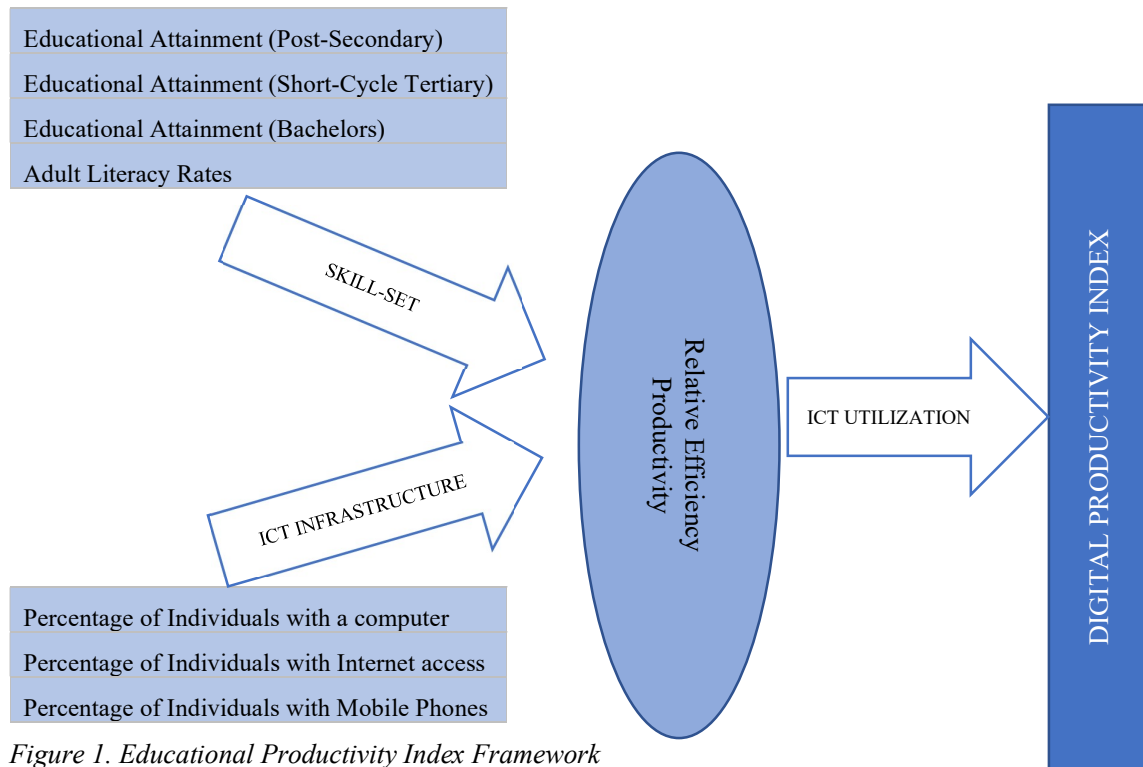 Educational Attainment (Post-Secondary)
Educational Attainment (Short-Cycle Tertiary)
Educational Attainment (Bachelors)
Adult Literacy Rates
SKILL-SET
ICT INFRASTRUCTURE
Percentage of Individuals with a computer
Percentage of Individuals with Internet access
Percentage of Individuals with Mobile Phones
Relative Efficiency
Productivity
ICT UTILIZATION
DIGITAL PRODUCTIVITY INDEX
Figure 1. Educational Productivity Index Framework